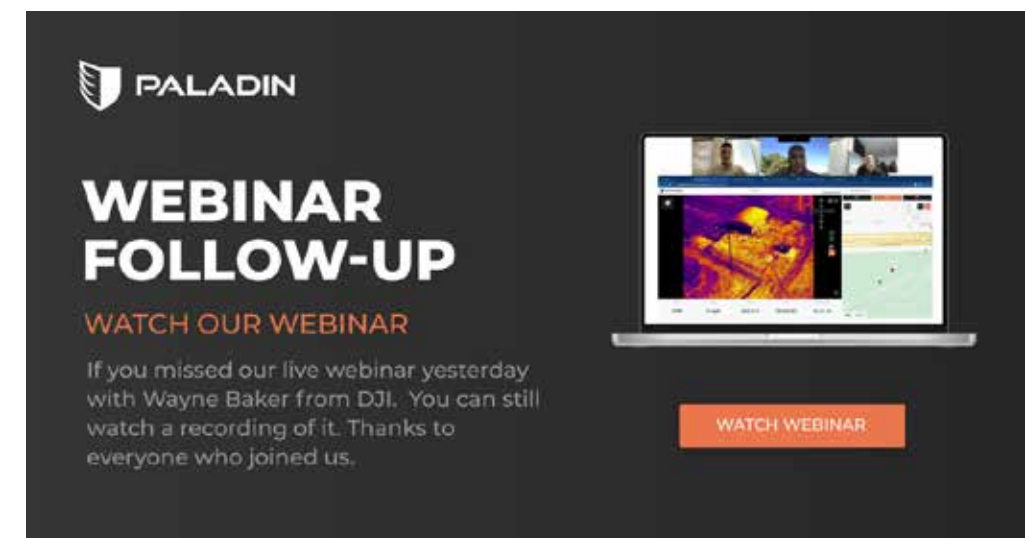 PALADIN
WEBINAR
FOLLOW-UP
WATCH OUR WEBINAR
If you missed our live webinar yesterday
with Wayne Baker from DJI.  You can still
watch a recording of it. Thanks to
everyone who joined us.
WATCH WEBINAR